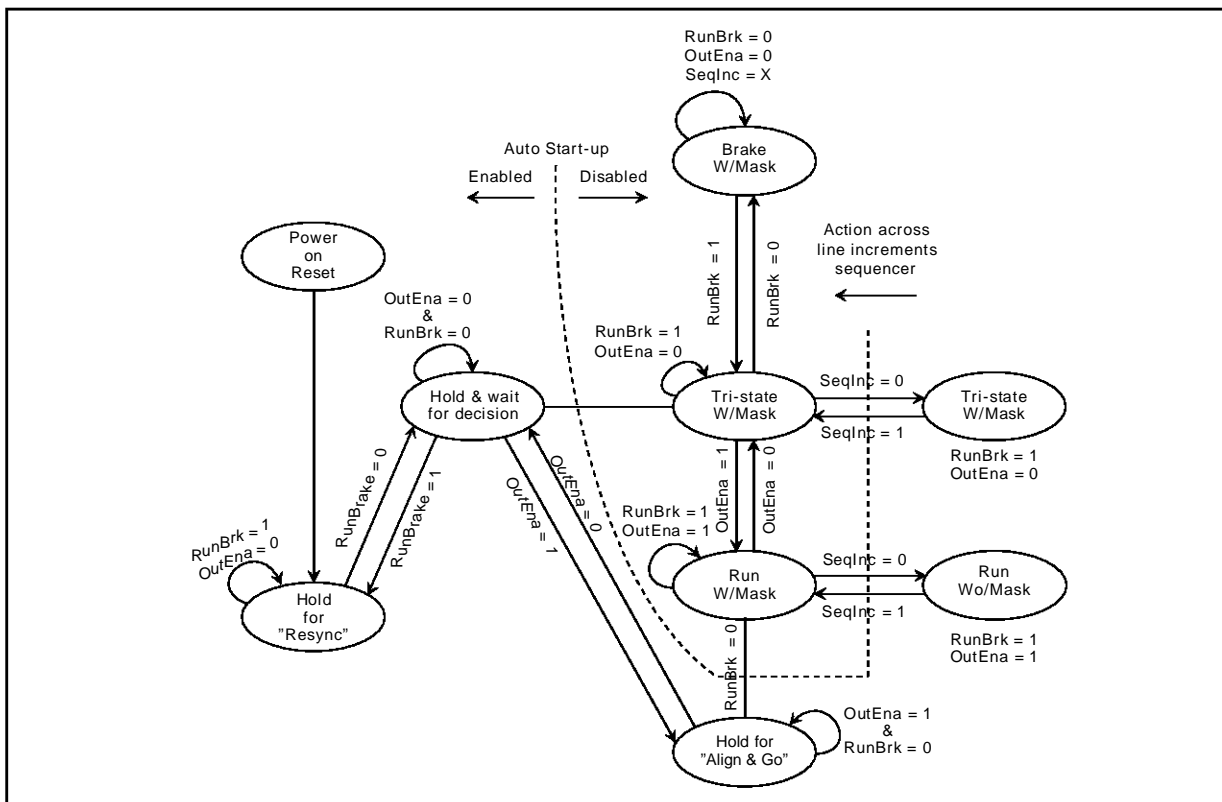 RunBrk = 0
OutEna = 0
SeqInc = X
Brake
W/Mask
Auto Start-up
Enabled
Disabled
Action across
line increments
sequencer
Power
on
Reset
RunBrk = 1
RunBrk = 0
OutEna = 0
&
RunBrk = 0
RunBrk = 1
OutEna = 0
Hold & wait
for decision
Tri-state
W/Mask
SeqInc = 0
SeqInc = 1
Tri-state
W/Mask
RunBrk = 1
OutEna = 0
RunBrake = 0
RunBrake = 1
OutEna = 1
OutEna = 0
OutEna = 1
OutEna = 0
RunBrk = 1
OutEna = 1
RunBrk = 1
OutEna = 0
Hold
for
”Resync”
Run
W/Mask
SeqInc = 0
SeqInc = 1
Run
Wo/Mask
RunBrk = 1
OutEna = 1
RunBrk = 0
Hold for
”Align & Go”
OutEna = 1
&
RunBrk = 0